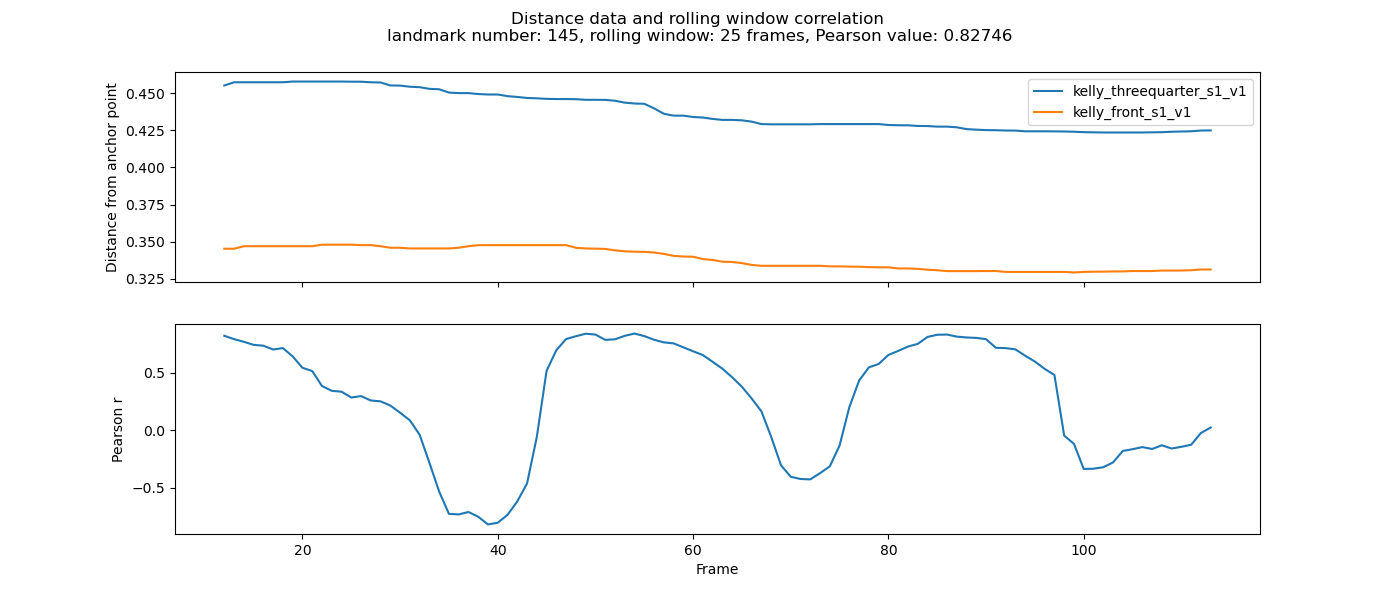 Distance data and rolling window correlation
landmark number: 145, rolling window: 25 frames, Pearson value: 0.82746
Distance from anchor point
0.450
0.425
0.400
0.375
0.350
0.325
kelly_threequarter_s1_v1
kelly_front_s1_v1
Pearson r
0.5
0.0
−0.5
20
40
60
80
100
Frame